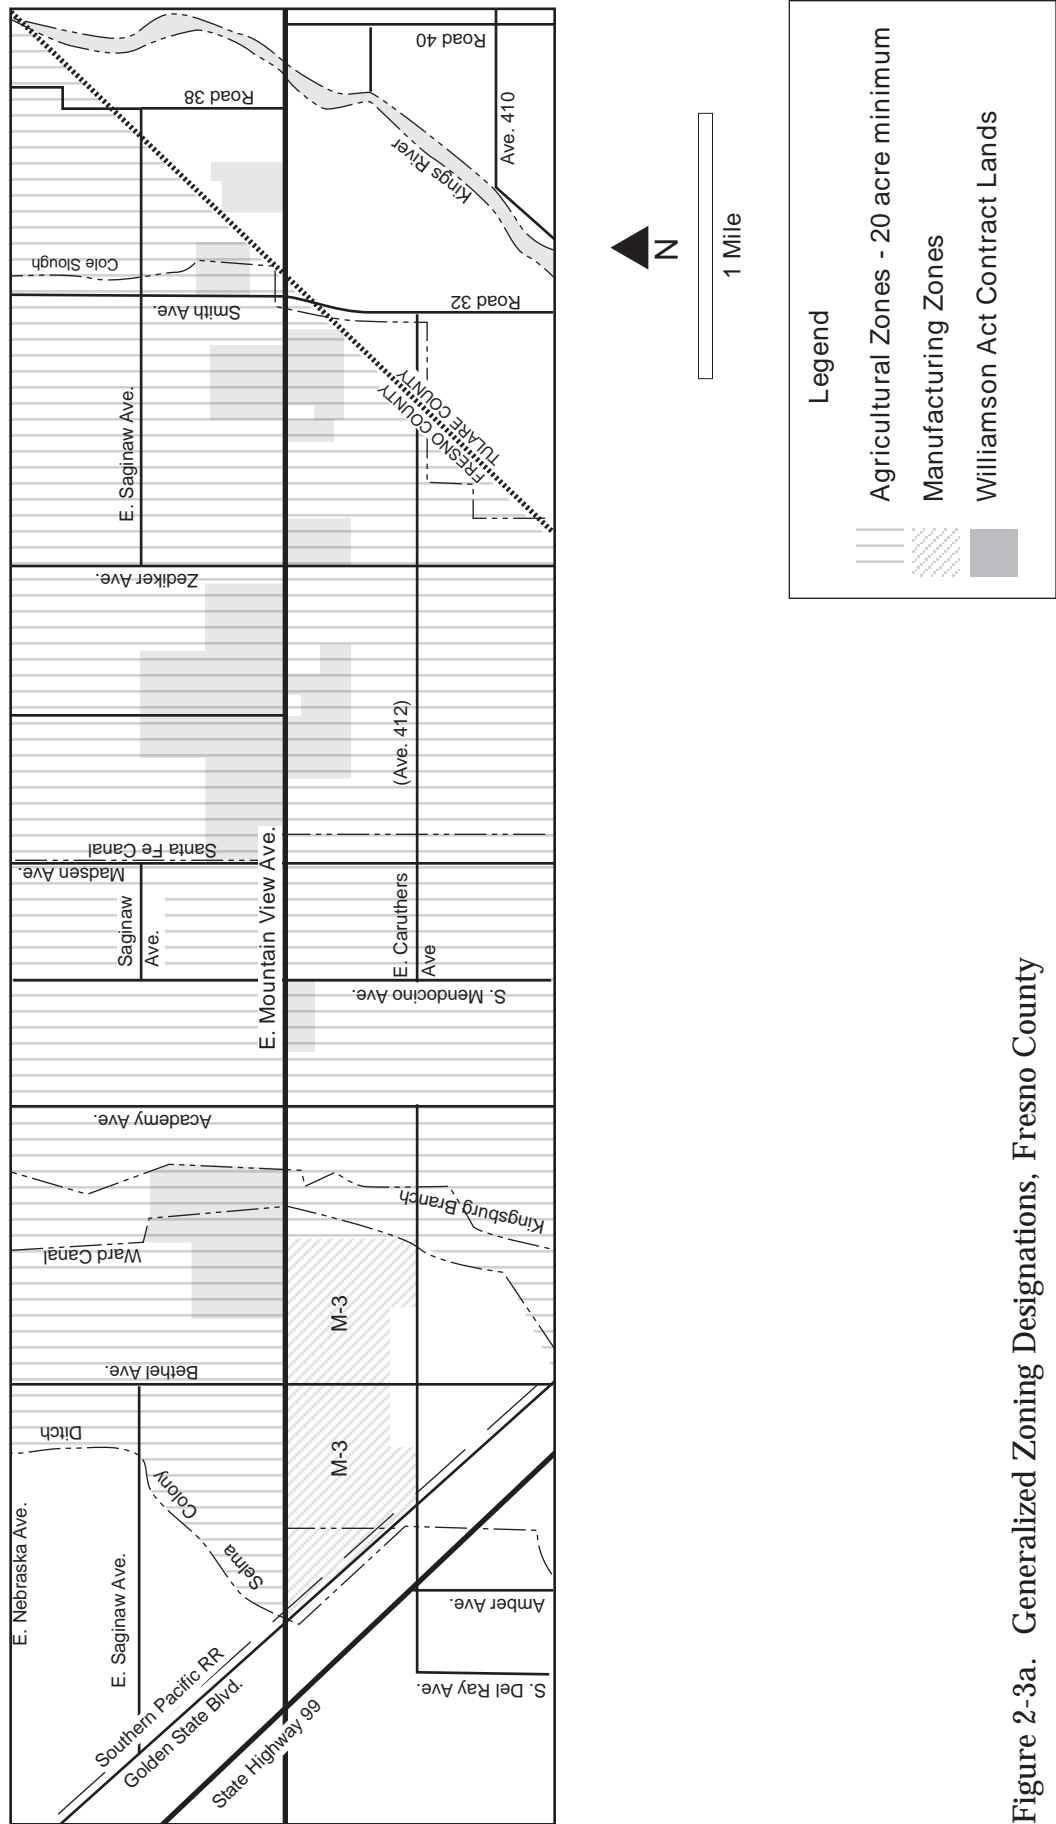 E. Nebraska Ave.
E. Saginaw Ave.
Southern Pacific RR
Golden State Blvd.
State Highway 99
Selma
Colony
Ditch
S. Del Ray Ave.
Amber Ave.
M-3
M-3
Bethel Ave.
Ward Canal
Kingsburg Branch
Academy Ave.
E. Mountain View Ave.
S. Mendocino Ave.
Saginaw
Ave.
E. Caruthers
Ave
Madsen Ave.
Santa Fe Canal
(Ave. 412)
Zediker Ave.
E. Saginaw Ave.
FRESNO COUNTY
TULARE COUNTY
Smith Ave.
Cole Slough
Road 32
Road 38
Kings River
Ave. 410
Road 40
N
1 Mile
Legend
Agricultural Zones - 20 acre minimum
Manufacturing Zones
Williamson Act Contract Lands
Figure 2-3a. Generalized Zoning Designations, Fresno County